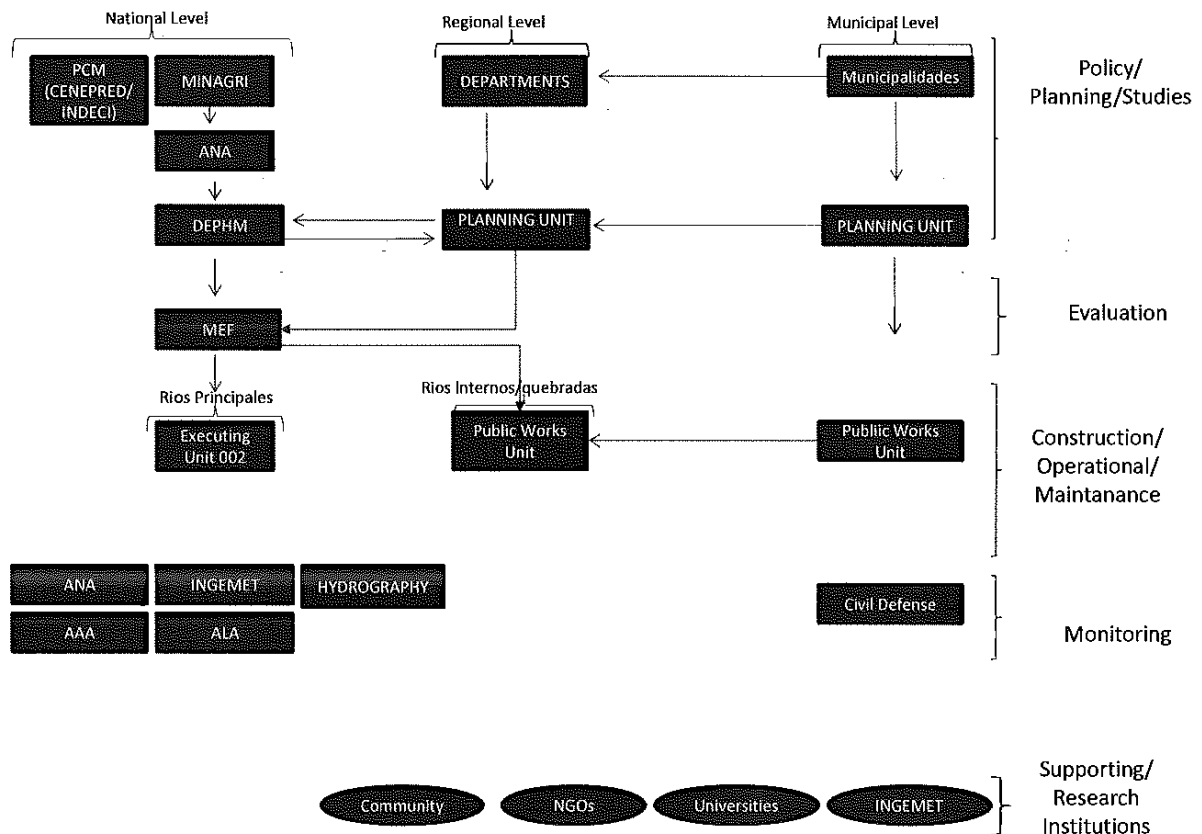 National Level
Regional Level
Municipal Level
PCM
(CENEPRED/
INDECI)
MINAGRI
DEPARTMENTS
Municipalidades
Policy/
Planning/Studies
ANA
DEPHM
PLANNING UNIT
PLANNING UNIT
MEF
Evaluation
Rios Principales
Rios Internos/quebradas
Executing
Unit 002
Public Works
Unit
Public Works
Unit
Construction/
Operational/
Maintanance
ANA
INGEMET
HYDROGRAPHY
Civil Defense
AAA
ALA
Monitoring
Community
NGOs
Universities
INGEMET
Supporting/
Research
Institutions